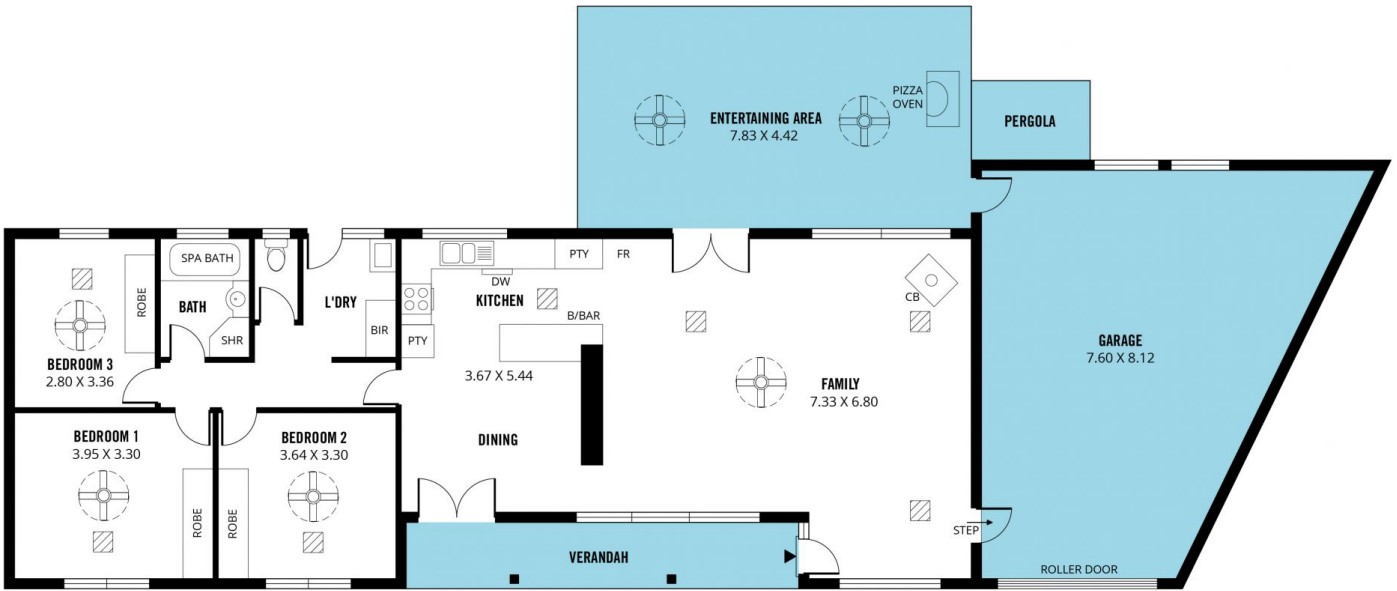 PIZZA
OVEN
ENTERTAINING AREA
7.83 X 4.42
PERGOLA
SPA BATH
BATH
SHR
ROBE
BEDROOM 3
2.80 X 3.36
L'DRY
BIR
PTY
FR
DW
KITCHEN
B/BAR
PTY
3.67 X 5.44
DINING
CB
FAMILY
7.33 X 6.80
GARAGE
7.60 X 8.12
BEDROOM 1
3.95 X 3.30
ROBE
BEDROOM 2
3.64 X 3.30
ROBE
VERANDAH
STEP
ROLLER DOOR